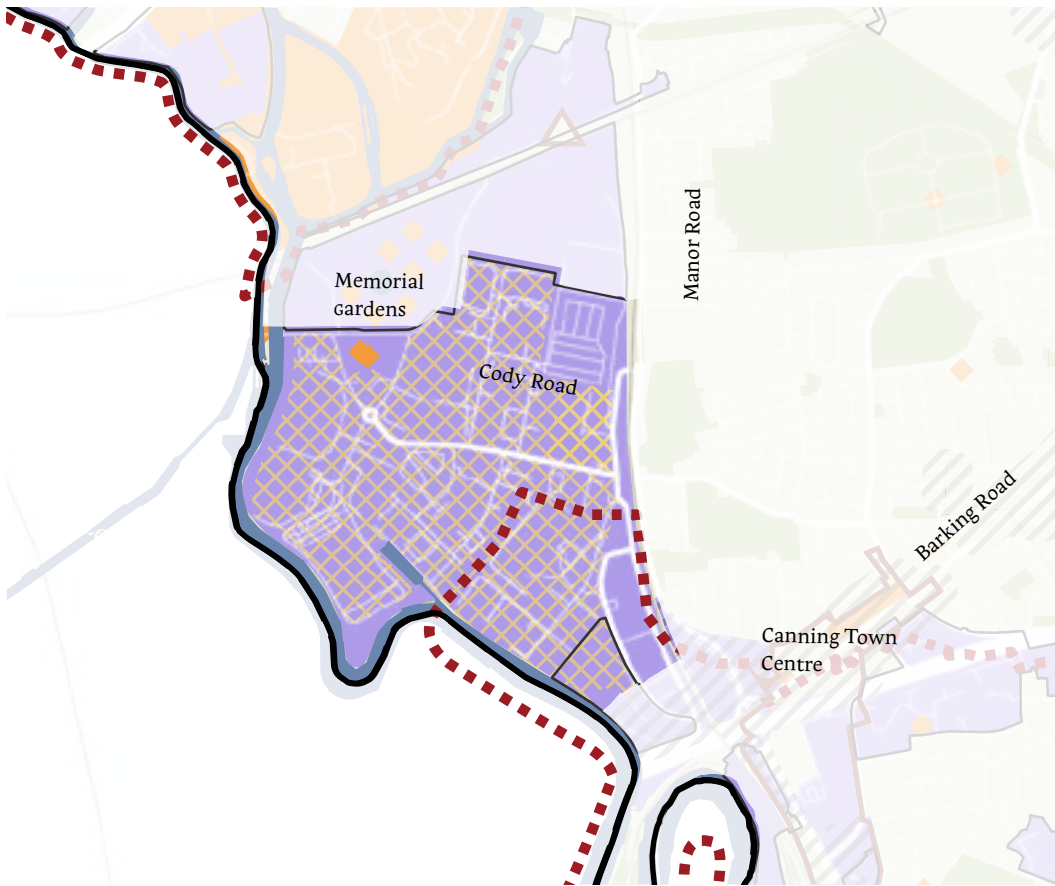 Manor Road
Memorial
gardens
Cody Road
Barking Road
Canning Town
Centre